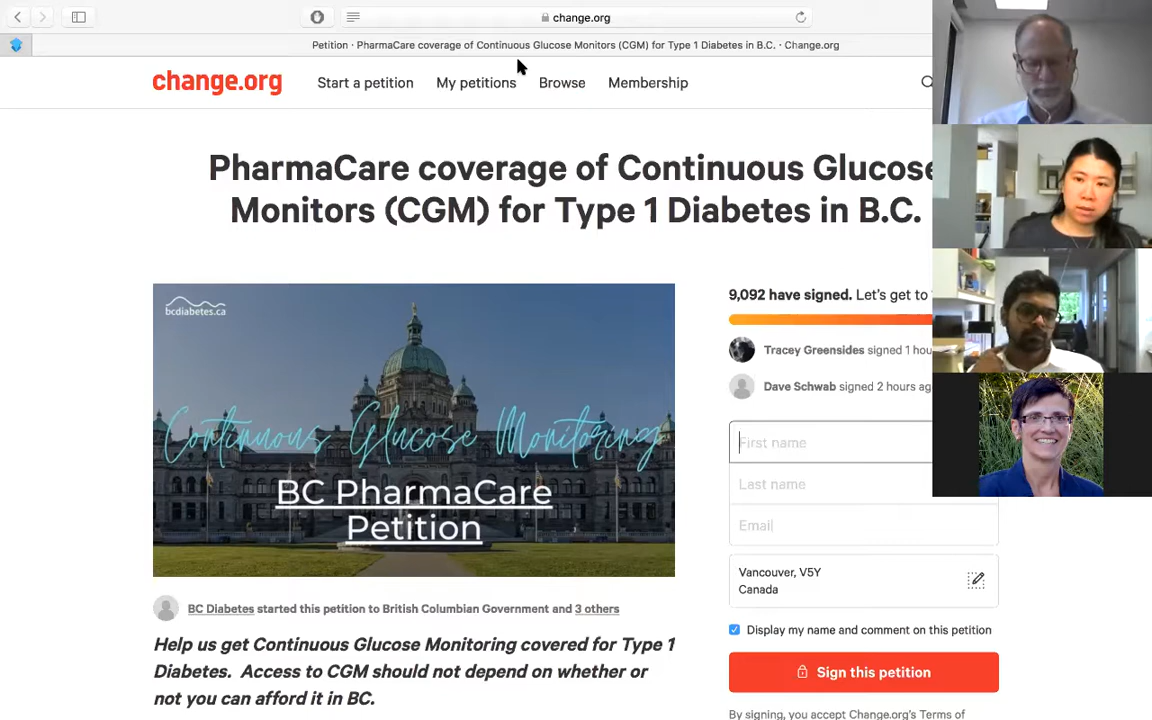 change.org
Petition · PharmaCare coverage of Continuous Glucose Monitors (CGM) for Type 1 Diabetes in B.C. · Change.org
change.org
Start a petition
My petitions
Browse
Membership
PharmaCare coverage of Continuous Glucose
Monitors (CGM) for Type 1 Diabetes in B.C.
bcdiabetes.ca
Continuous Glucose Monitoring
BC PharmaCare
Petition
9,092 have signed. Let's get to
Tracey Greensides signed 1 hou
Dave Schwab signed 2 hours ag
First name
Last name
Email
Vancouver, V5Y
Canada
Display my name and comment on this petition
Sign this petition
By signing, you accept Change.org's Terms of
BC Diabetes started this petition to British Columbian Government and 3 others
Help us get Continuous Glucose Monitoring covered for Type 1
Diabetes. Access to CGM should not depend on whether or
not you can afford it in BC.